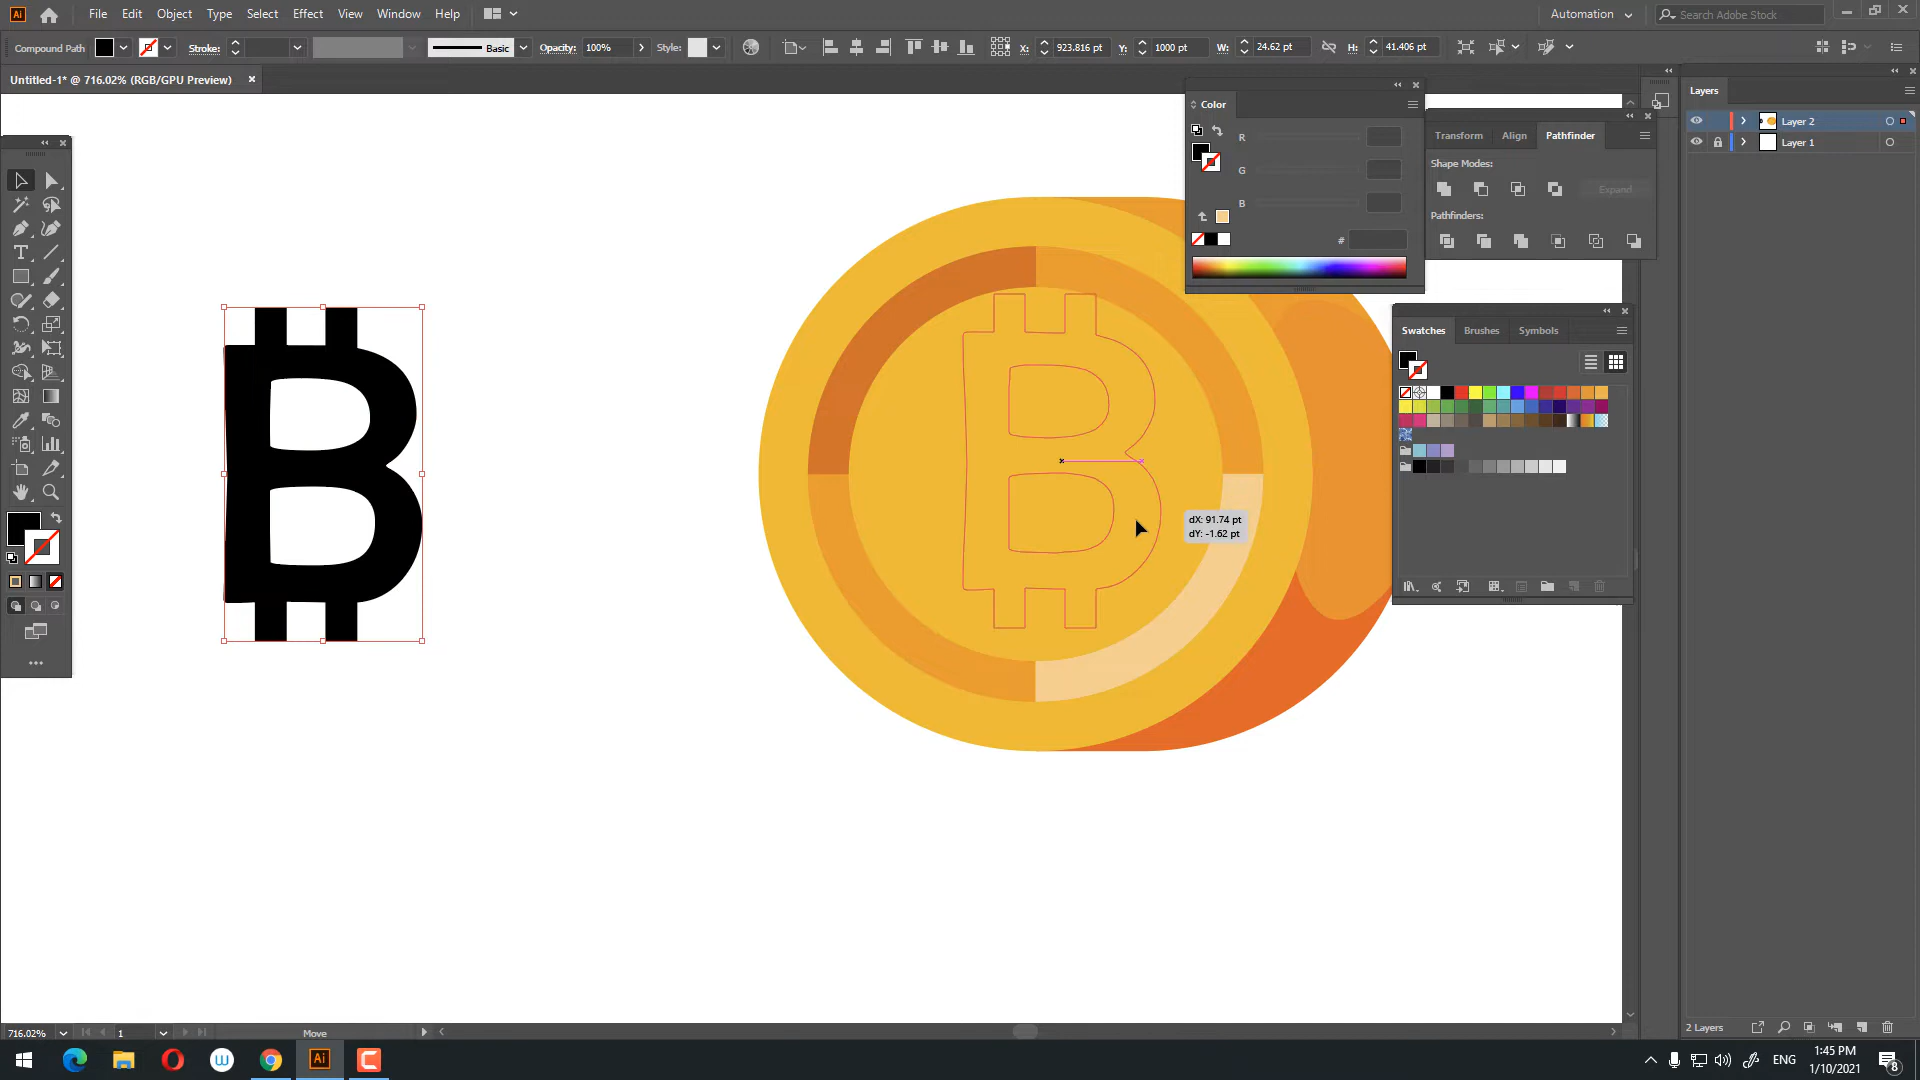 Ai File Edit Object Type Select Effect View Window Help Automation Search Adobe Stock
Compound Path Stroke: Basic Opacity: 100% Style: X: 923.816 pt Y: 1000 pt W: 24.62 pt H: 41.406 pt
Untitled-1* @ 716.02% (RGB/GPU Preview)
Layers
Color
R
G
B
#
Transform Align Pathfinder
Shape Modes:
Expand
Pathfinders:
Layer 2
Layer 1
Swatches Brushes Symbols
B
dX: 91.74 pt
dY: -1.62 pt
T
2 Layers
716.02% 1 Move
W Ai C ENG 1:45 PM
1/10/2021
8